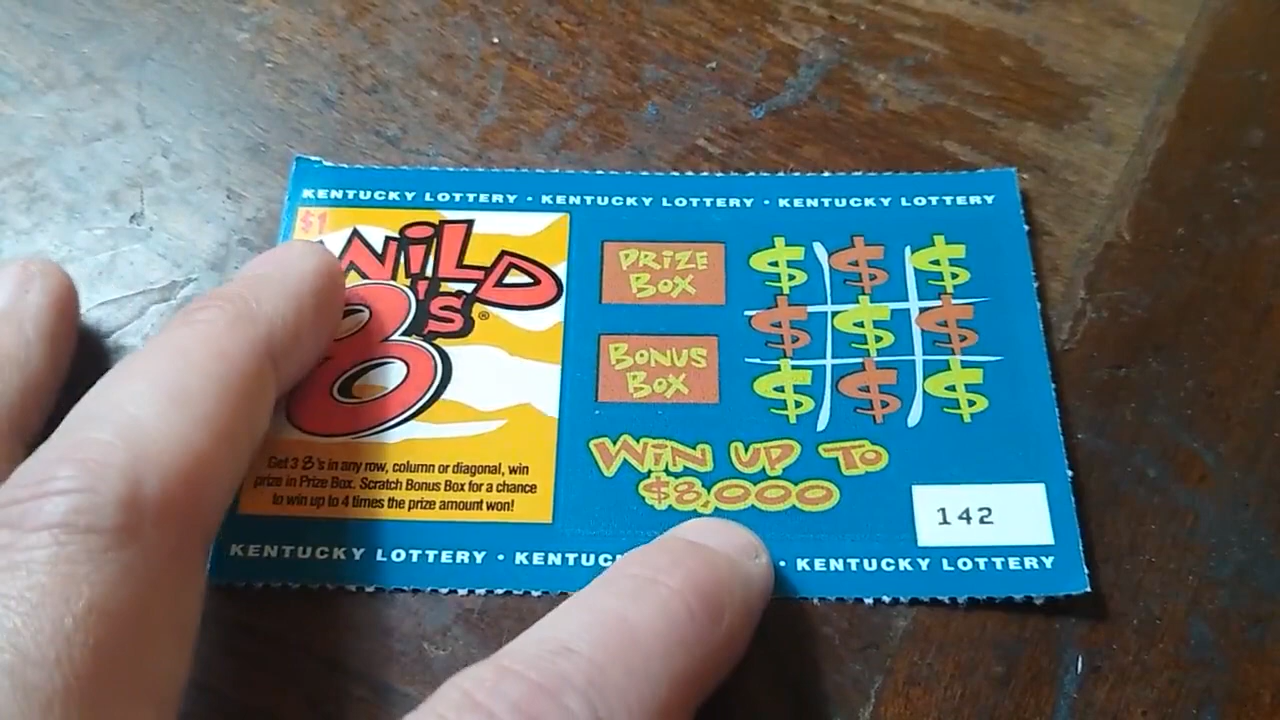 KENTUCKY LOTTERY · KENTUCKY LOTTERY · KENTUCKY LOTTERY
$1
WILD
8's®
Get 3 8's in any row, column or diagonal, win
prize in Prize Box. Scratch Bonus Box for a chance
to win up to 4 times the prize amount won!
PRIZE
BOX
BONUS
BOX
$ $ $
$ $ $
$ $ $
WIN UP TO
$8,000
142
KENTUCKY LOTTERY · KENTUCKY · KENTUCKY LOTTERY